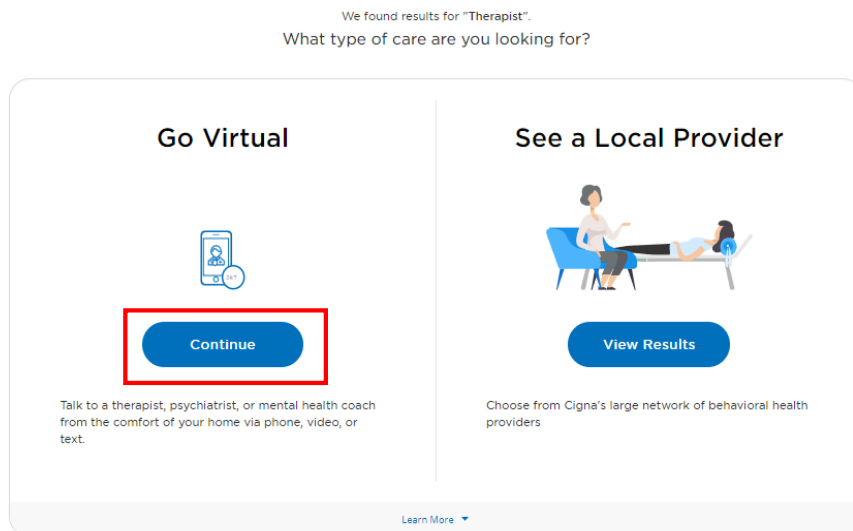 We found results for "Therapist".
What type of care are you looking for?
Go Virtual
24/7
Continue
Talk to a therapist, psychiatrist, or mental health coach
from the comfort of your home via phone, video, or
text.
See a Local Provider
View Results
Choose from Cigna's large network of behavioral health
providers
Learn More